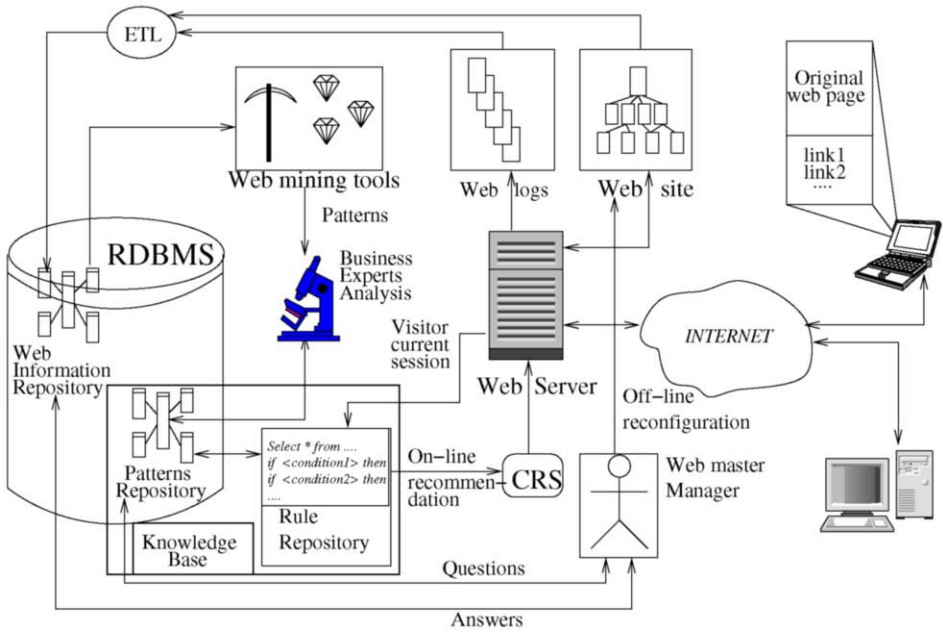 ETL
Original
web page
link1
link2
....
Web mining tools
Web logs
Web site
Patterns
RDBMS
Business
Experts
Analysis
Visitor
current
session
INTERNET
Web
Information
Repository
Web Server
Off-line
reconfiguration
Patterns
Repository
Select * from ....
if <condition1> then
if <condition2> then
....
Rule
Repository
On-line
recommen-
dation
CRS
Web master
Manager
Knowledge
Base
Questions
Answers